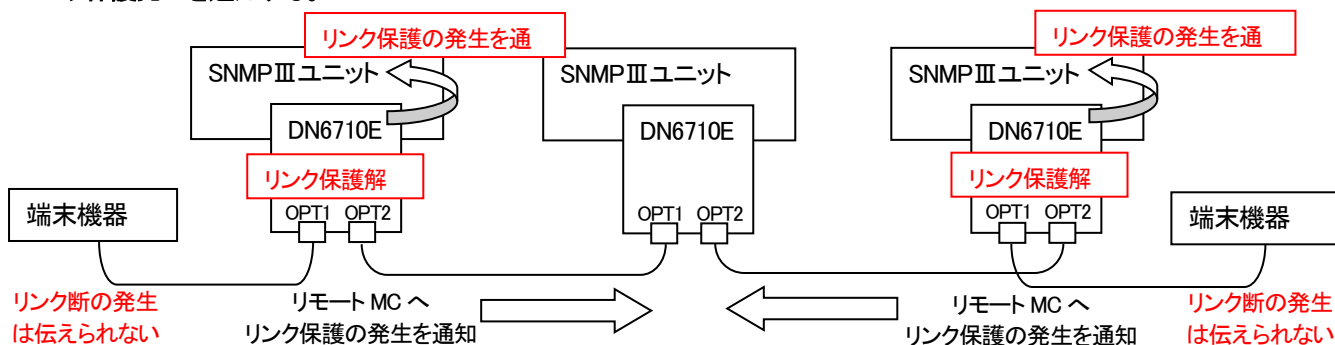 リンク保護の発生を通
SNMPⅢユニット
DN6710E
リンク保護解
OPT1 OPT2
端末機器
リンク断の発生
は伝えられない
リモート MC へ
リンク保護の発生を通知
SNMPⅢユニット
DN6710E
OPT1 OPT2
リンク保護の発生を通
SNMPⅢユニット
DN6710E
リンク保護解
OPT1 OPT2
端末機器
リモート MC へ
リンク保護の発生を通知
リンク断の発生
は伝えられない